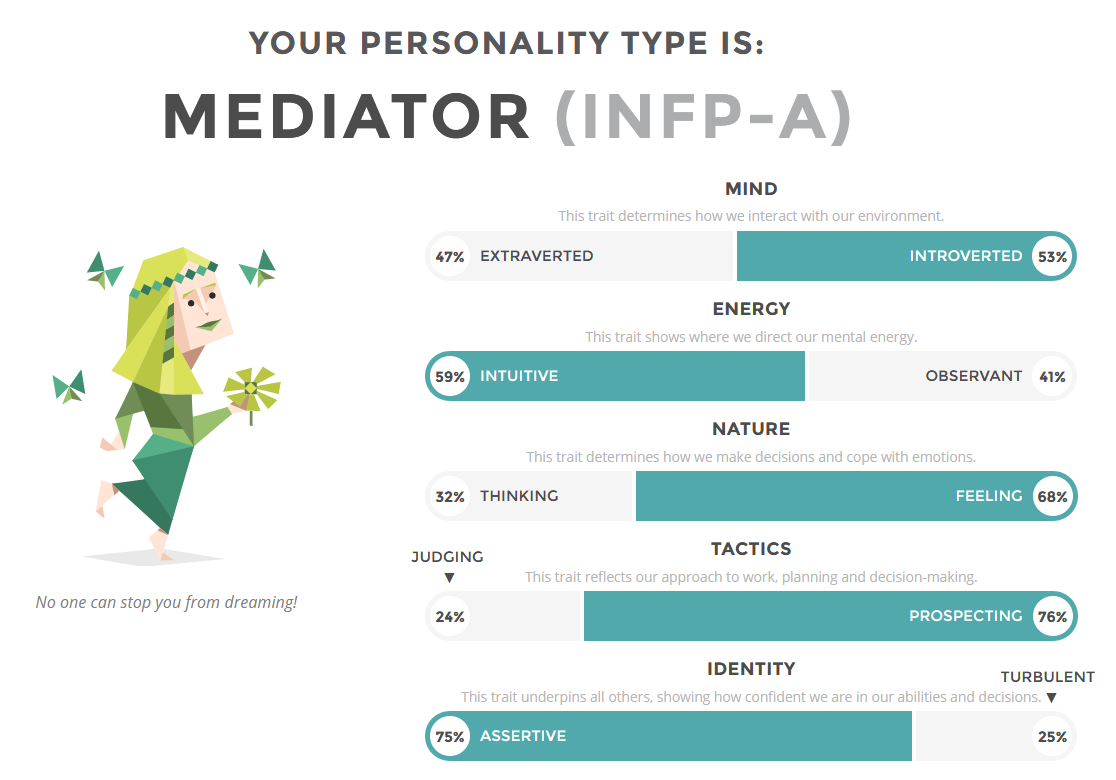 YOUR PERSONALITY TYPE IS:
MEDIATOR (INFP-A)
MIND
This trait determines how we interact with our environment.
47% EXTRAVERTED INTROVERTED 53%
ENERGY
This trait shows where we direct our mental energy.
59% INTUITIVE OBSERVANT 41%
NATURE
This trait determines how we make decisions and cope with emotions.
32% THINKING FEELING 68%
TACTICS
JUDGING
▼
This trait reflects our approach to work, planning and decision-making.
24% PROSPECTING 76%
No one can stop you from dreaming!
IDENTITY
TURBULENT
This trait underpins all others, showing how confident we are in our abilities and decisions. ▼
75% ASSERTIVE 25%